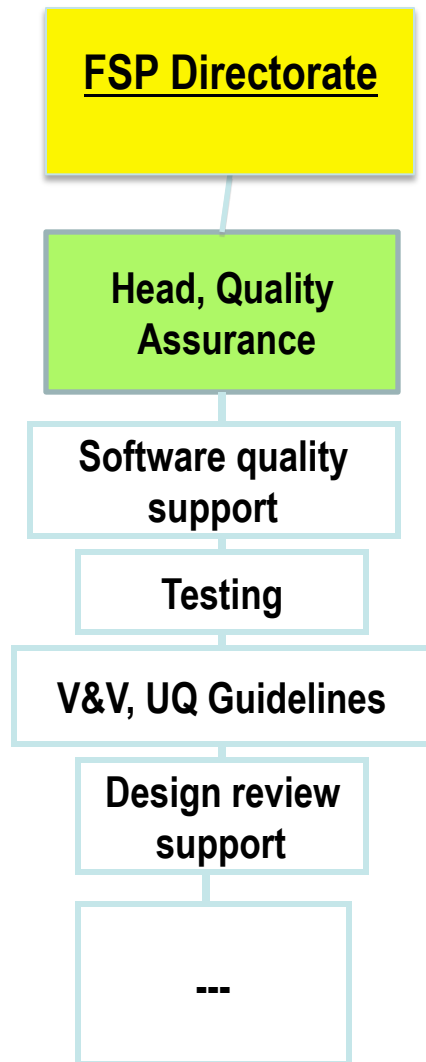 FSP Directorate
Head, Quality
Assurance
Software quality
support
Testing
V&V, UQ Guidelines
Design review
support
---